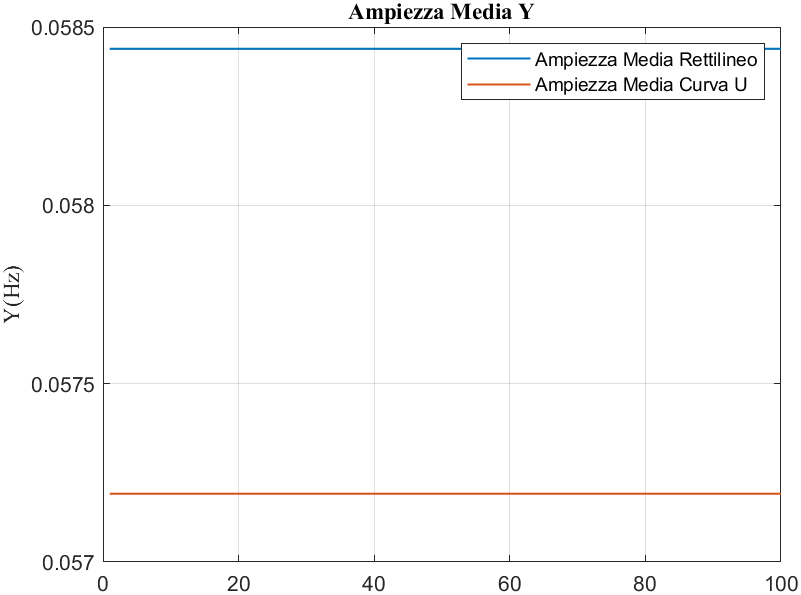 Ampiezza Media Y
0.0585
Ampiezza Media Rettilineo
Ampiezza Media Curva U
0.058
Y(Hz)
0.0575
0.057
0 20 40 60 80 100